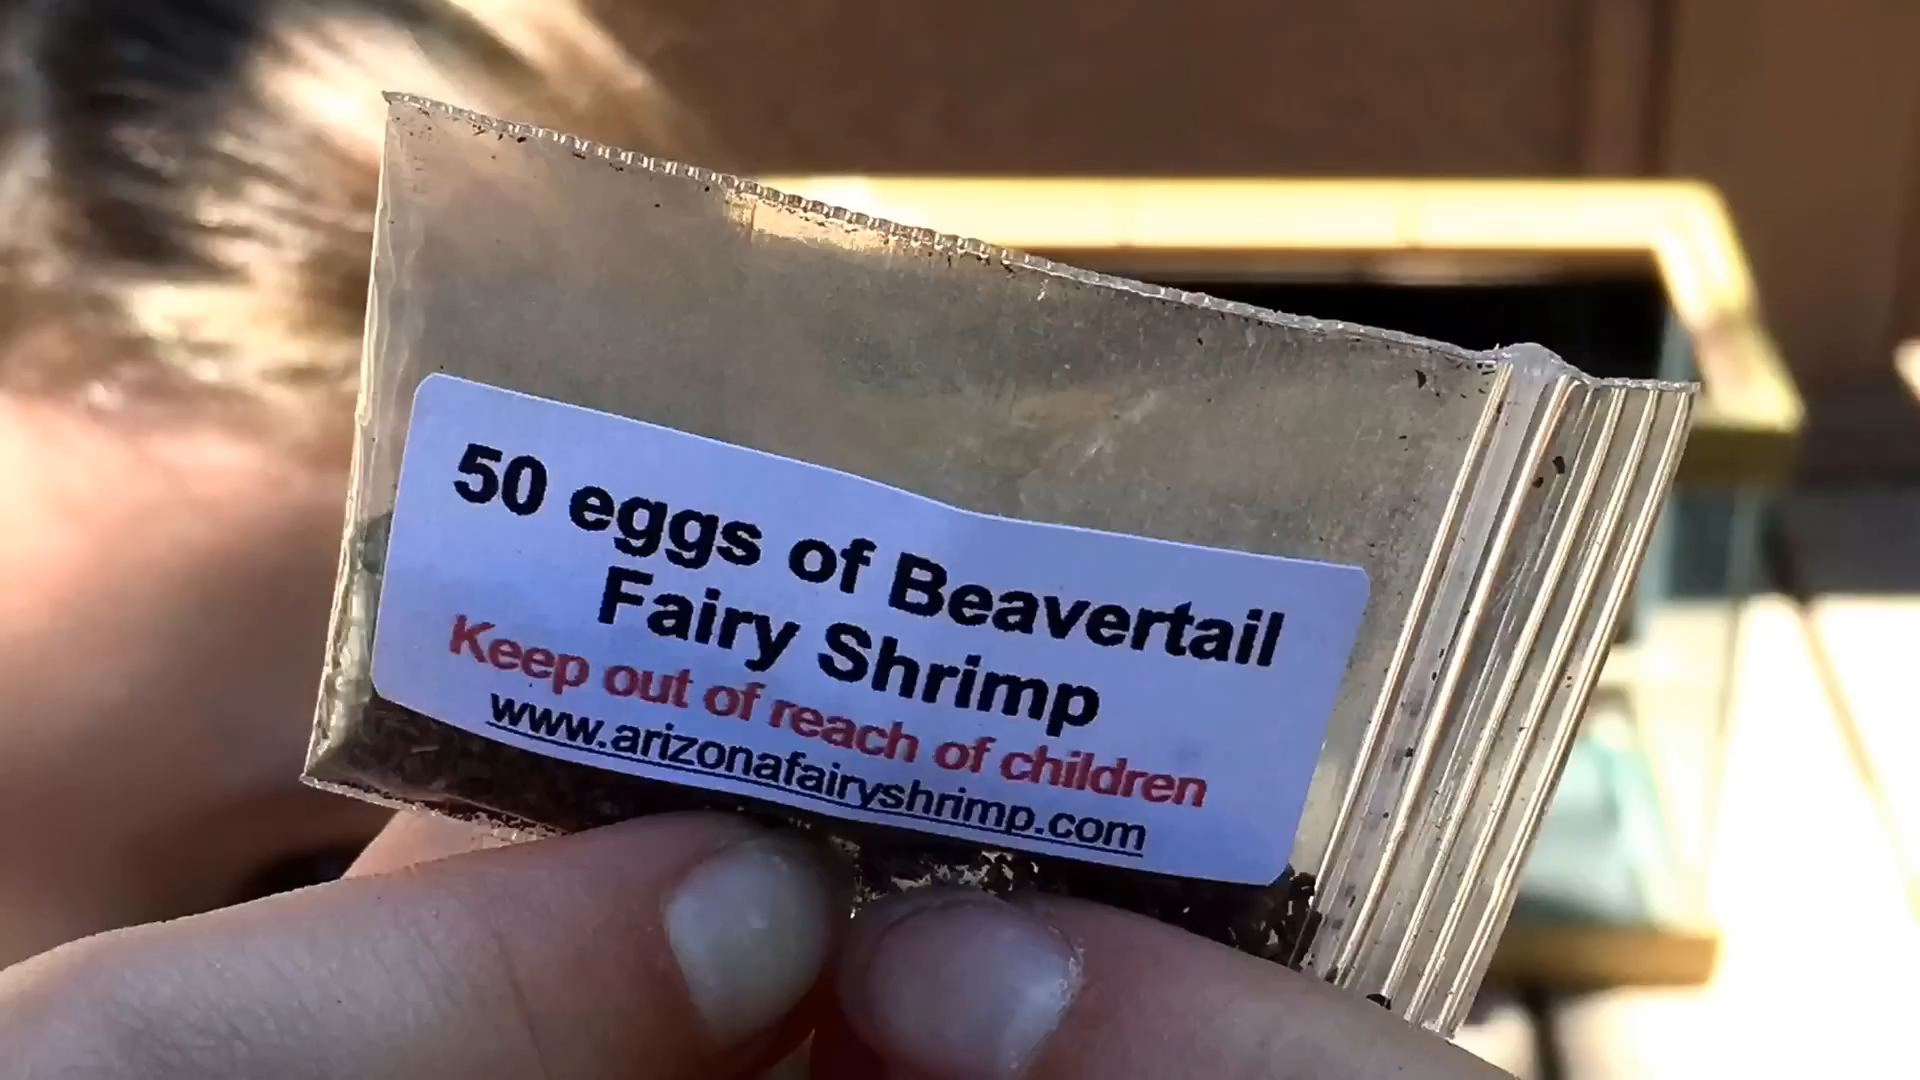 50 eggs of Beavertail
Fairy Shrimp
Keep out of reach of children
www.arizonafairyshrimp.com